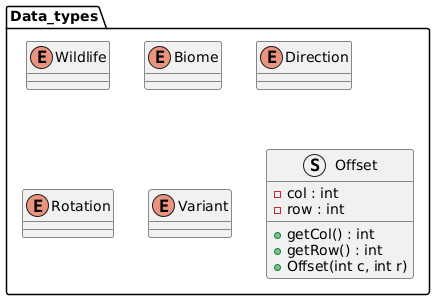 Data_types
E Wildlife
E Biome
E Direction
E Rotation
E Variant
S Offset
col : int
row : int
getCol() : int
getRow() : int
Offset(int c, int r)